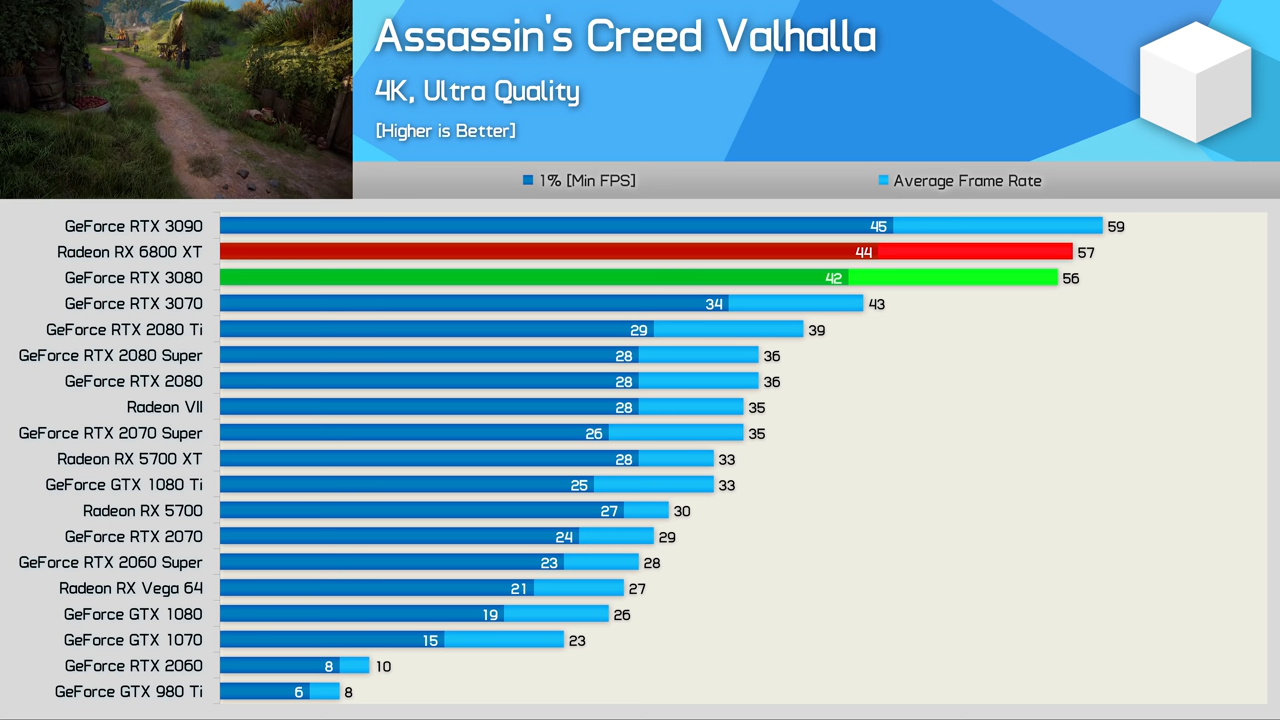 Assassin's Creed Valhalla
4K, Ultra Quality
[Higher is Better]
1% [Min FPS] Average Frame Rate
GeForce RTX 3090 45 59
Radeon RX 6800 XT 44 57
GeForce RTX 3080 42 56
GeForce RTX 3070 34 43
GeForce RTX 2080 Ti 29 39
GeForce RTX 2080 Super 28 36
GeForce RTX 2080 28 36
Radeon VII 28 35
GeForce RTX 2070 Super 26 35
Radeon RX 5700 XT 28 33
GeForce GTX 1080 Ti 25 33
Radeon RX 5700 27 30
GeForce RTX 2070 24 29
GeForce RTX 2060 Super 23 28
Radeon RX Vega 64 21 27
GeForce GTX 1080 19 26
GeForce GTX 1070 15 23
GeForce RTX 2060 8 10
GeForce GTX 980 Ti 6 8